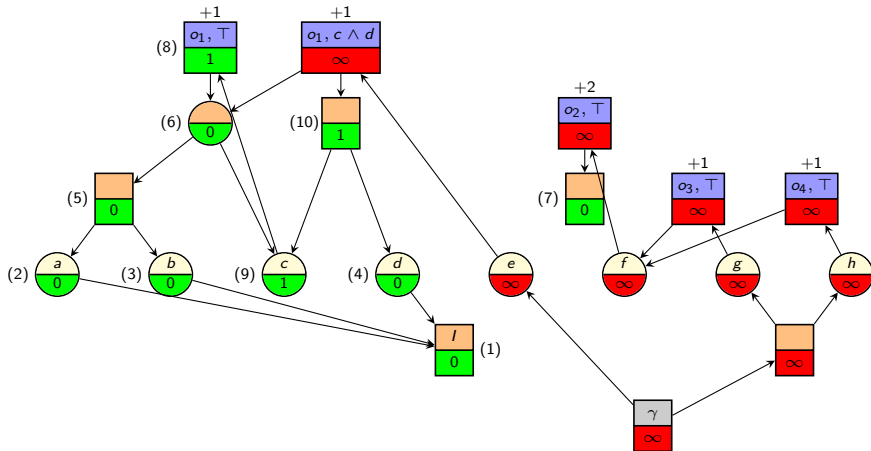 +1 +1
(8) o₁, ⊤ o₁, c ∧ d
1 ∞
+2
(6) 0 (10) 1 o₂, ⊤
∞
+1 +1
(5) 0 (7) 0 o₃, ⊤ o₄, ⊤
∞ ∞
(2) a (3) b (9) c (4) d e f g h
0 0 1 0 ∞ ∞ ∞ ∞
I (1)
0 ∞
γ
∞